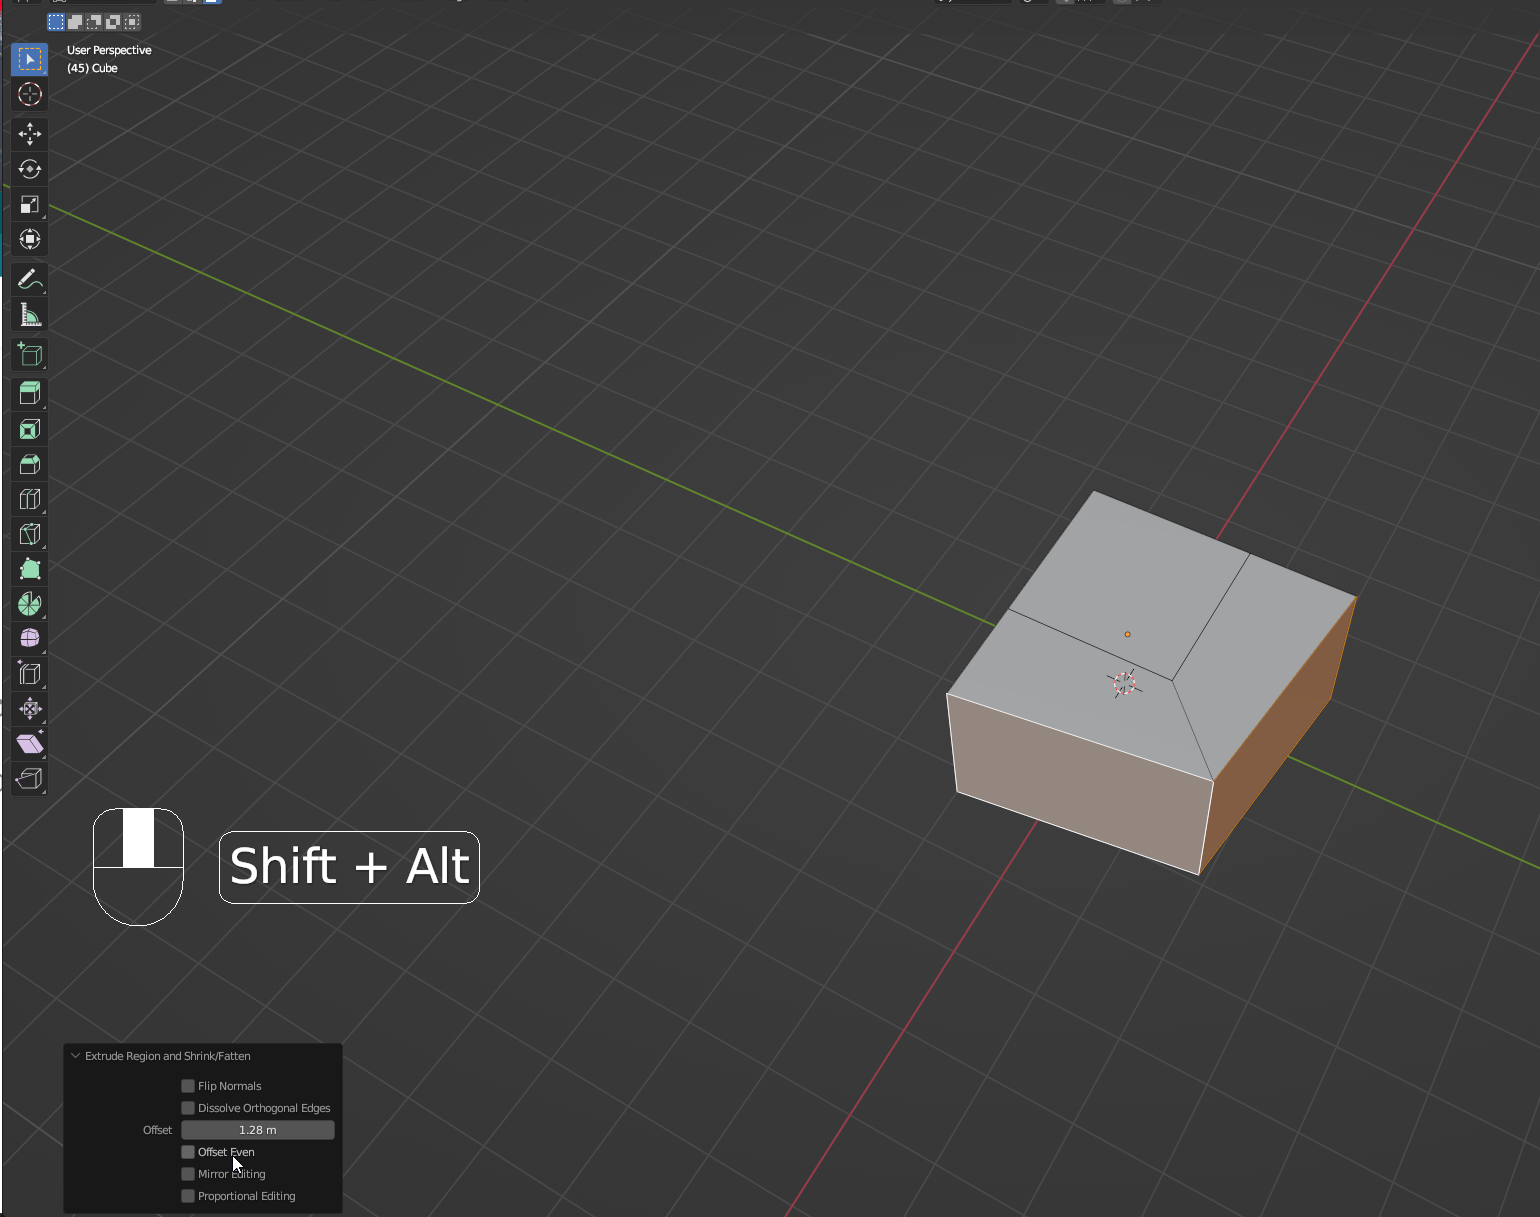 User Perspective
(45) Cube
Shift + Alt
Extrude Region and Shrink/Fatten
Flip Normals
Dissolve Orthogonal Edges
Offset 1.28 m
Offset Even
Mirror Editing
Proportional Editing